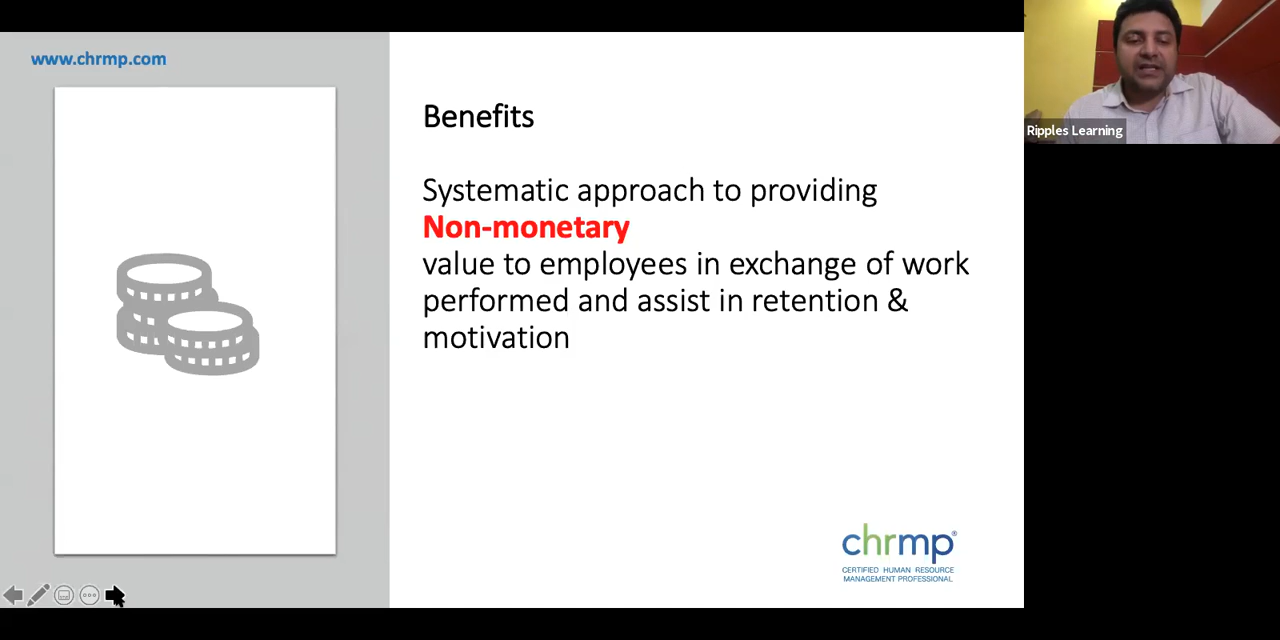 www.chrmp.com
Benefits
Systematic approach to providing
Non-monetary
value to employees in exchange of work
performed and assist in retention &
motivation
chrmp®
CERTIFIED HUMAN RESOURCE
MANAGEMENT PROFESSIONAL
Ripples Learning